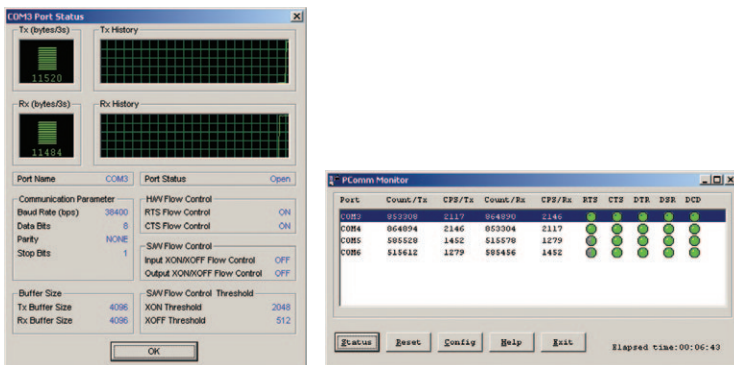 COM3 Port Status
Tx (bytes/3s) Tx History
11520
Rx (bytes/3s) Rx History
11484
Port Name COM3 Port Status Open
Communication Parameter
Baud Rate (bps) 38400
Data Bits 8
Parity NONE
Stop Bits 1
H/W Flow Control
RTS Flow Control ON
CTS Flow Control ON
S/W Flow Control
Input XON/XOFF Flow Control OFF
Output XON/XOFF Flow Control OFF
Buffer Size
Tx Buffer Size 4096
Rx Buffer Size 4096
S/W Flow Control Threshold
XON Threshold 2048
XOFF Threshold 512
OK
PComm Monitor
Port Count/Tx CPS/Tx Count/Rx CPS/Rx RTS CTS DTR DSR DCD
COM3 853308 2117 864890 2146
COM4 864894 2146 853304 2117
COM5 585528 1452 515578 1279
COM6 515612 1279 585456 1452
Status Reset Config Help Exit Elapsed time:00:06:43